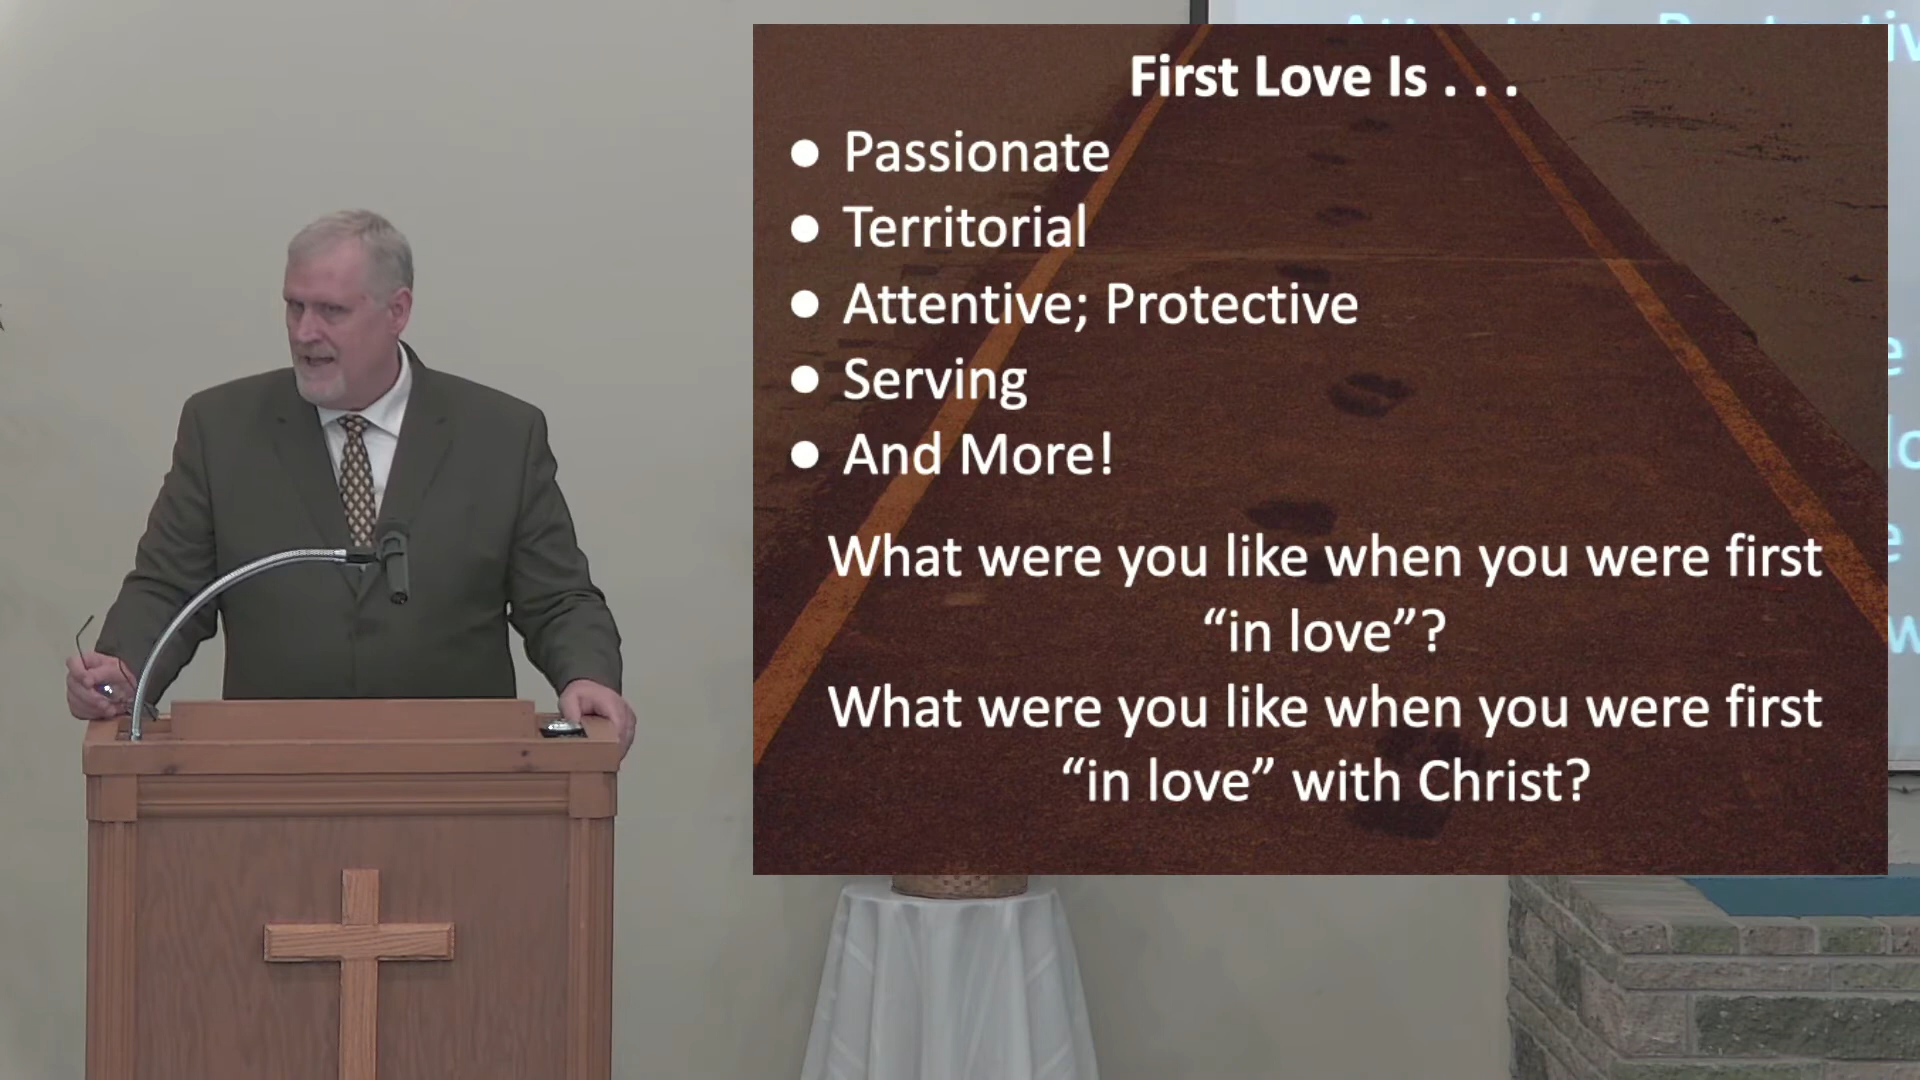 First Love Is . . .
● Passionate
● Territorial
● Attentive; Protective
● Serving
● And More!
What were you like when you were first
“in love”?
What were you like when you were first
“in love” with Christ?